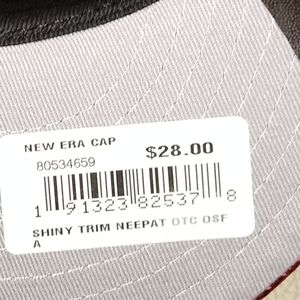 NEW ERA CAP
80534659 $28.00
1 91323 82537 8
SHINY TRIM NEEPAT OTC OSF
A